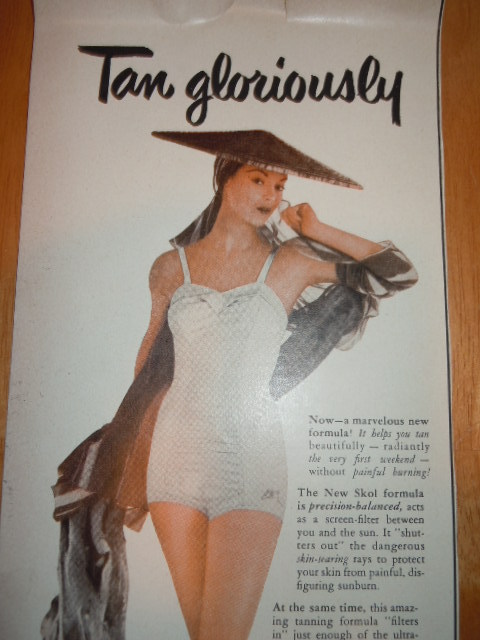 Tan gloriously
Now—a marvelous new
formula! It helps you tan
beautifully — radiantly
the very first weekend —
without painful burning!
The New Skol formula
is precision-balanced, acts
as a screen-filter between
you and the sun. It "shut-
ters out" the dangerous
skin-searing rays to protect
your skin from painful, dis-
figuring sunburn.
At the same time, this amaz-
ing tanning formula "filters
in" just enough of the ultra-